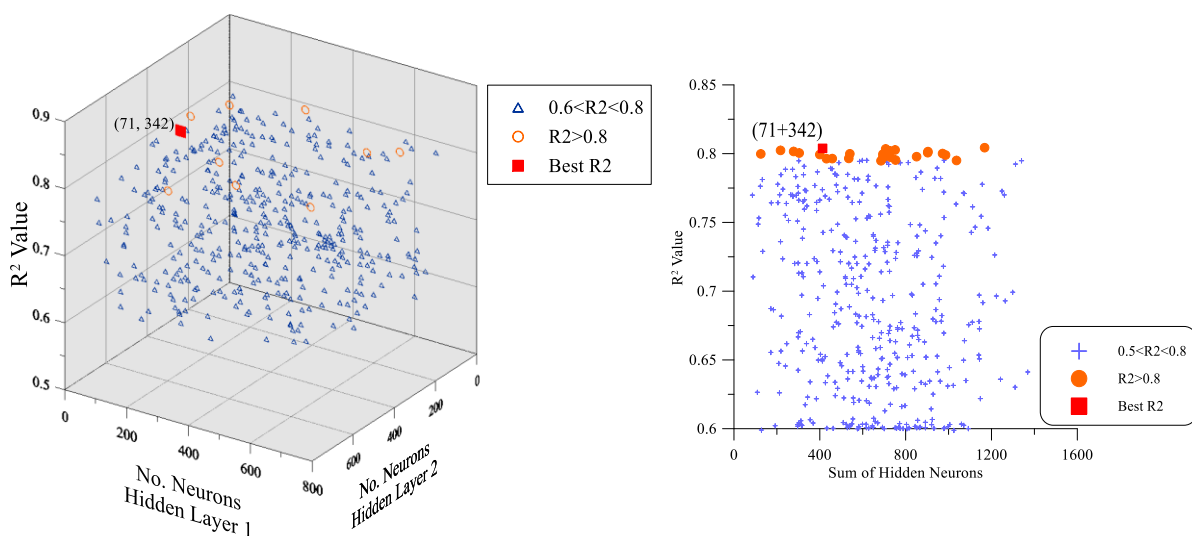 0.9
0.8
0.7
0.6
0.5
R² Value
(71, 342)
0
200
400
600
800
No. Neurons
Hidden Layer 1
0
200
400
600
No. Neurons
Hidden Layer 2
0.6<R2<0.8
R2>0.8
Best R2
0.85
0.8
0.75
0.7
0.65
0.6
R² Value
(71+342)
0
400
800
1200
1600
Sum of Hidden Neurons
0.5<R2<0.8
R2>0.8
Best R2